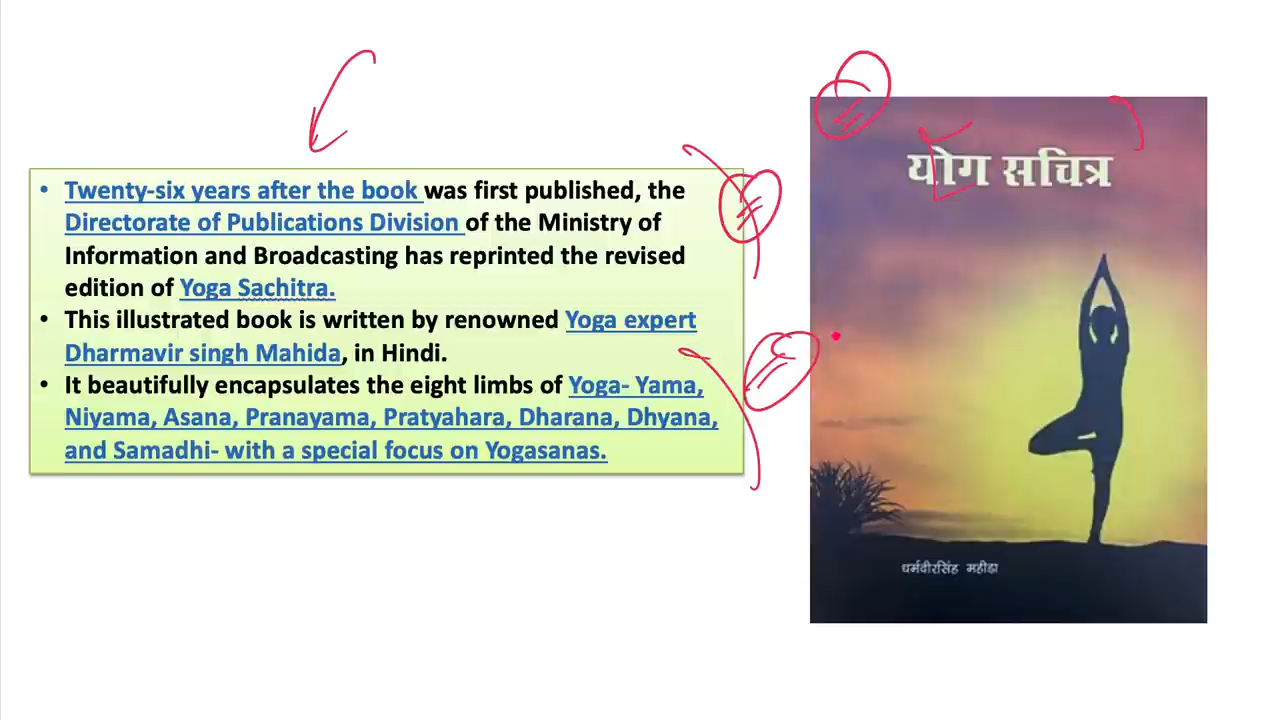 • Twenty-six years after the book was first published, the
Directorate of Publications Division of the Ministry of
Information and Broadcasting has reprinted the revised
edition of Yoga Sachitra.
• This illustrated book is written by renowned Yoga expert
Dharmavir singh Mahida, in Hindi.
• It beautifully encapsulates the eight limbs of Yoga- Yama,
Niyama, Asana, Pranayama, Pratyahara, Dharana, Dhyana,
and Samadhi- with a special focus on Yogasanas.
योग सचित्र
धर्मवीरसिंह महीडा